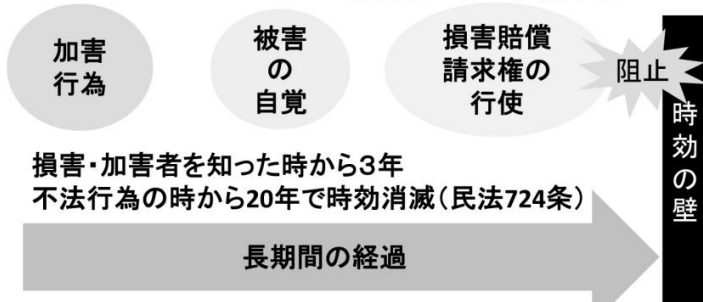 加害
行為
被害
の
自覚
損害賠償
請求権の
行使
阻止
時効の壁
損害・加害者を知った時から３年
不法行為の時から20年で時効消滅（民法724条）
長期間の経過